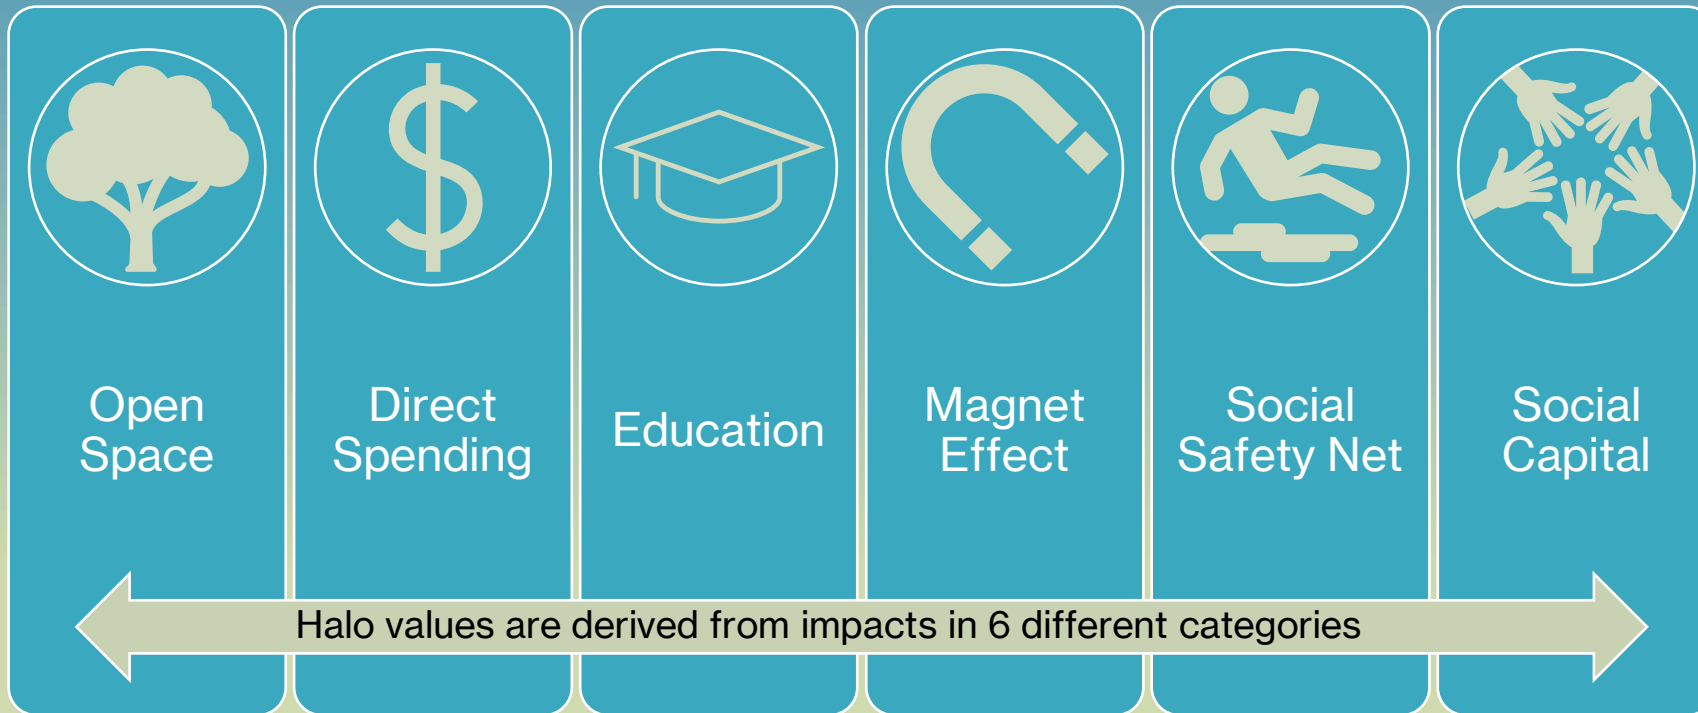 Open
Space
Direct
Spending
Education
Magnet
Effect
Social
Safety Net
Social
Capital
Halo values are derived from impacts in 6 different categories